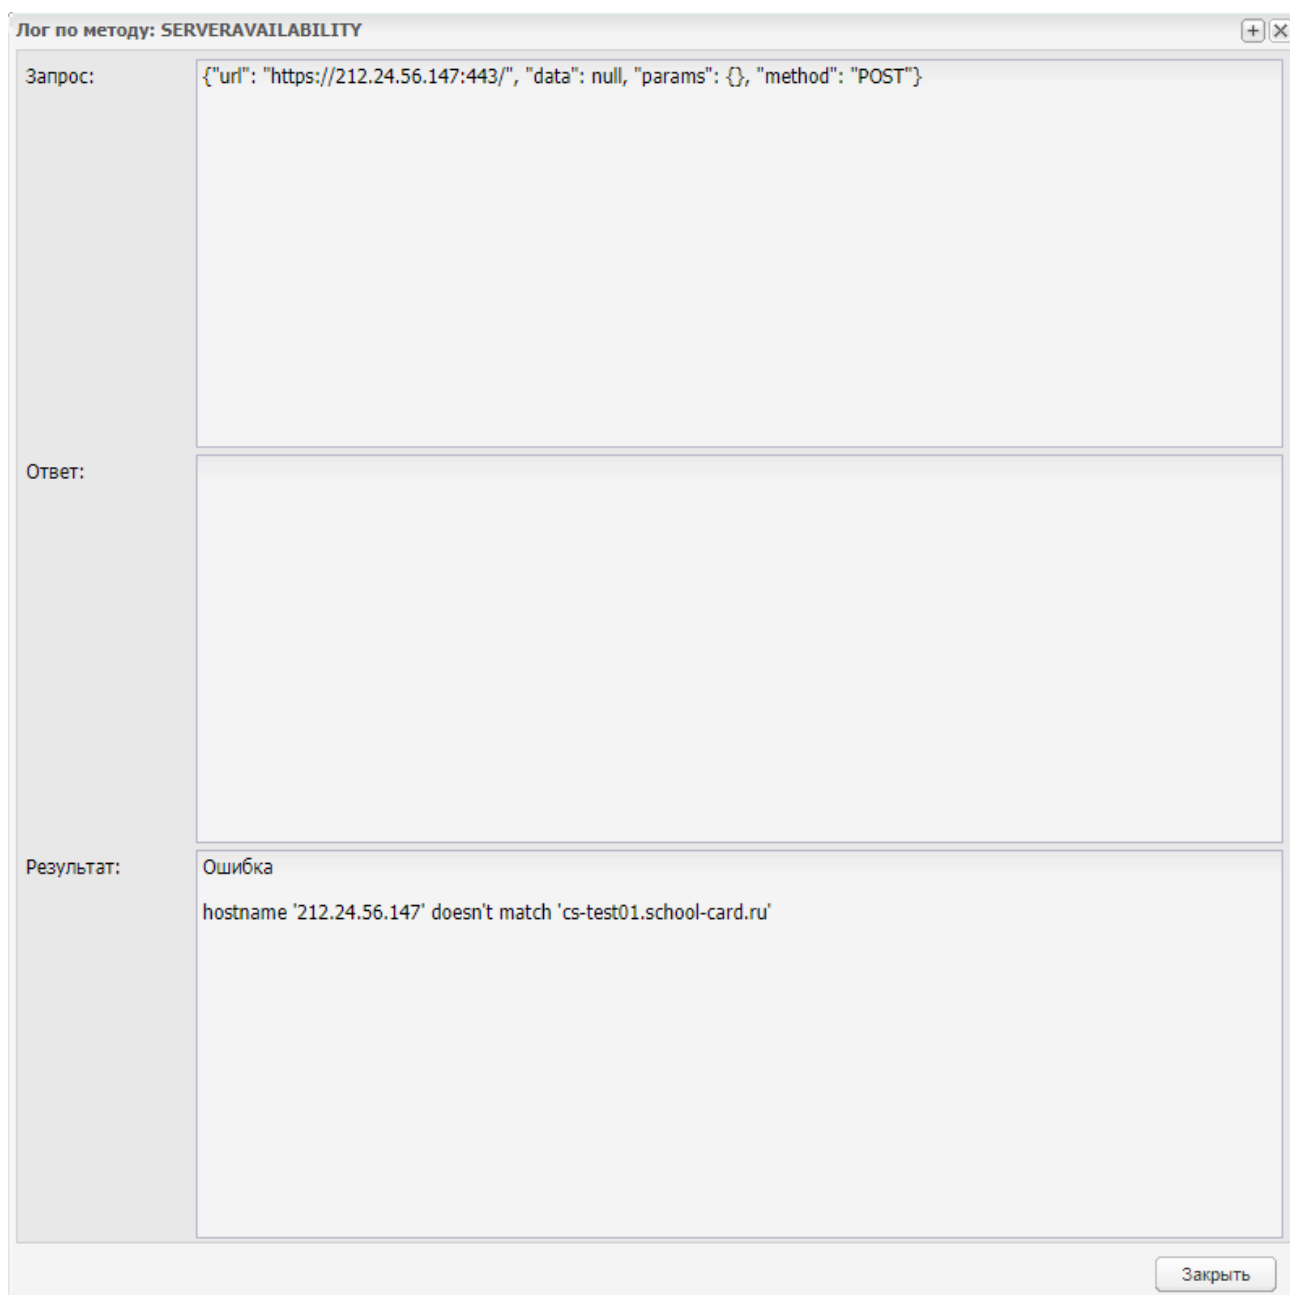 Лог по методу: SERVERAVAILABILITY
Запрос:
{"url": "https://212.24.56.147:443/", "data": null, "params": {}, "method": "POST"}
Ответ:
Результат:
Ошибка
hostname '212.24.56.147' doesn't match 'cs-test01.school-card.ru'
Закрыть